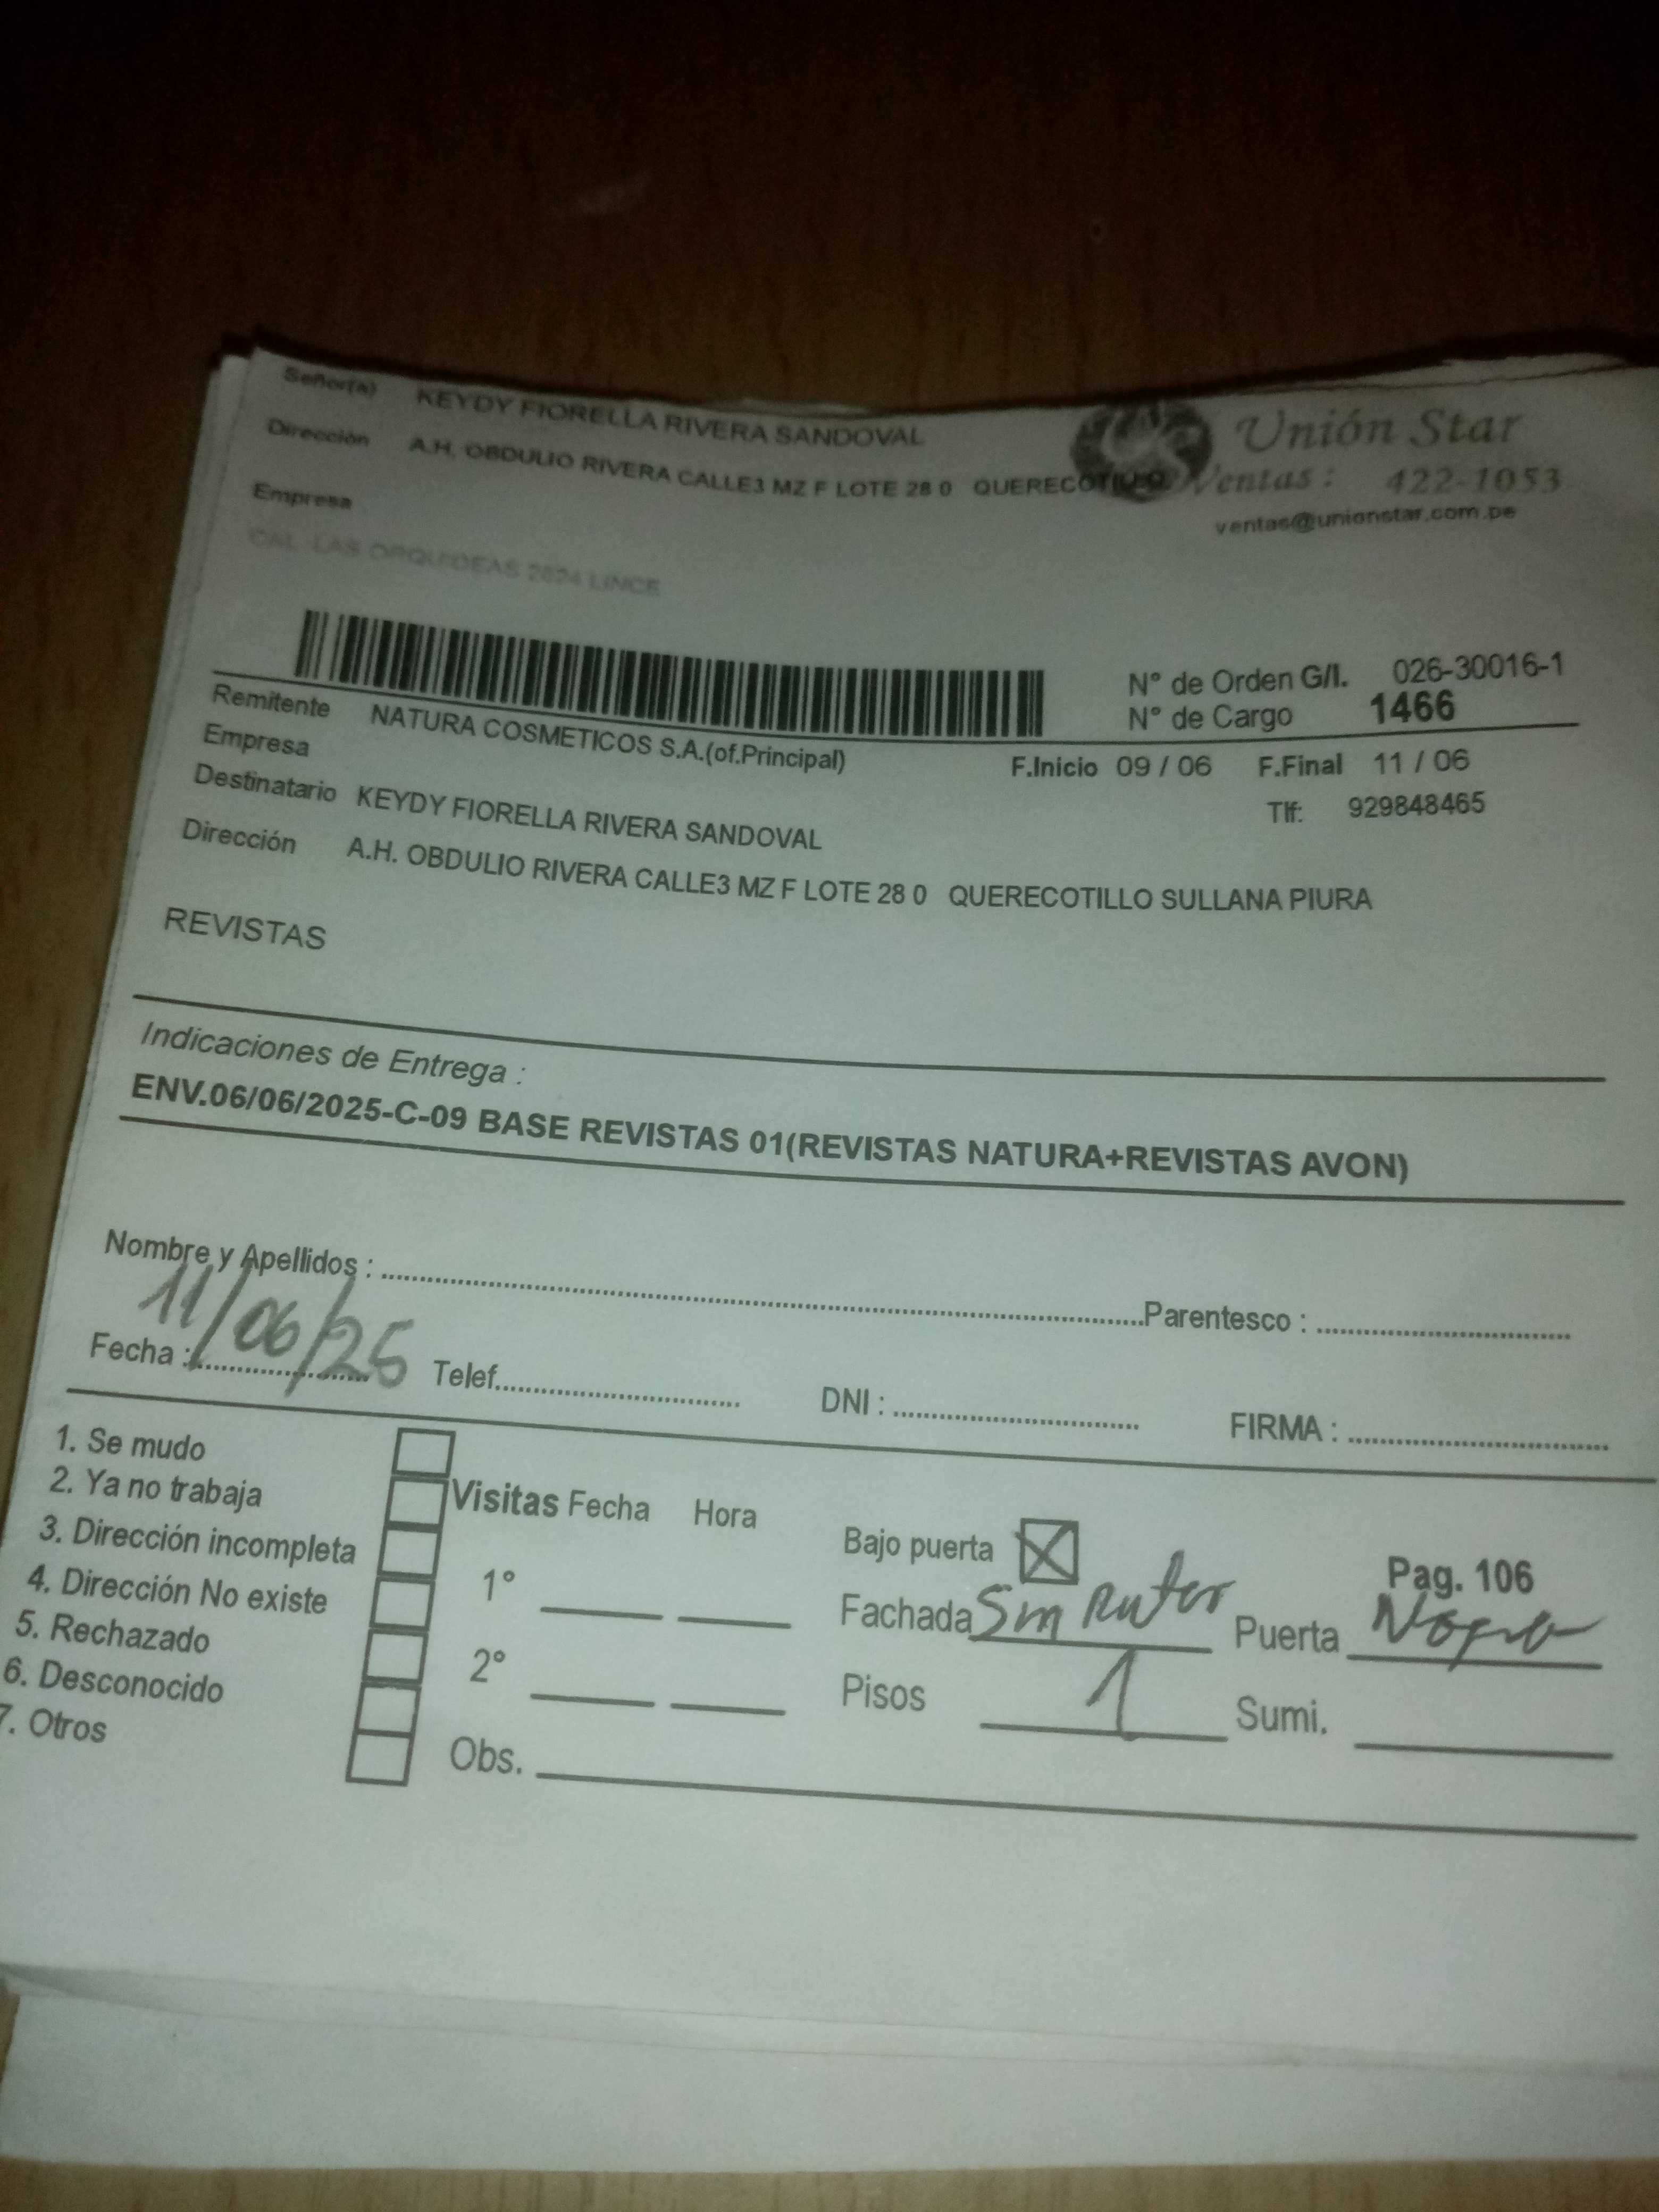 Señor(a) KEYDY FIORELLA RIVERA SANDOVAL
Dirección A.H. OBDULIO RIVERA CALLE3 MZ F LOTE 28 0 QUERECOTILLO
Unión Star
Ventas : 422-1053
ventas@unionstar.com.pe
Empresa
CAL. LAS ORQUIDEAS 2624 LINCE
N° de Orden G/I. 026-30016-1
N° de Cargo 1466
Remitente NATURA COSMETICOS S.A.(of.Principal)
Empresa
F.Inicio 09 / 06 F.Final 11 / 06
Destinatario KEYDY FIORELLA RIVERA SANDOVAL
Tlf: 929848465
Dirección A.H. OBDULIO RIVERA CALLE3 MZ F LOTE 28 0 QUERECOTILLO SULLANA PIURA
REVISTAS
Indicaciones de Entrega :
ENV.06/06/2025-C-09 BASE REVISTAS 01(REVISTAS NATURA+REVISTAS AVON)
Nombre y Apellidos : Parentesco :
Fecha : 11/06/25 Telef. DNI : FIRMA :
1. Se mudo
2. Ya no trabaja
3. Dirección incompleta
4. Dirección No existe
5. Rechazado
6. Desconocido
7. Otros
Visitas Fecha Hora
1°
2°
Obs.
Bajo puerta X
Pag. 106
Fachada Sin Puerta
Pisos 1 Sumi.